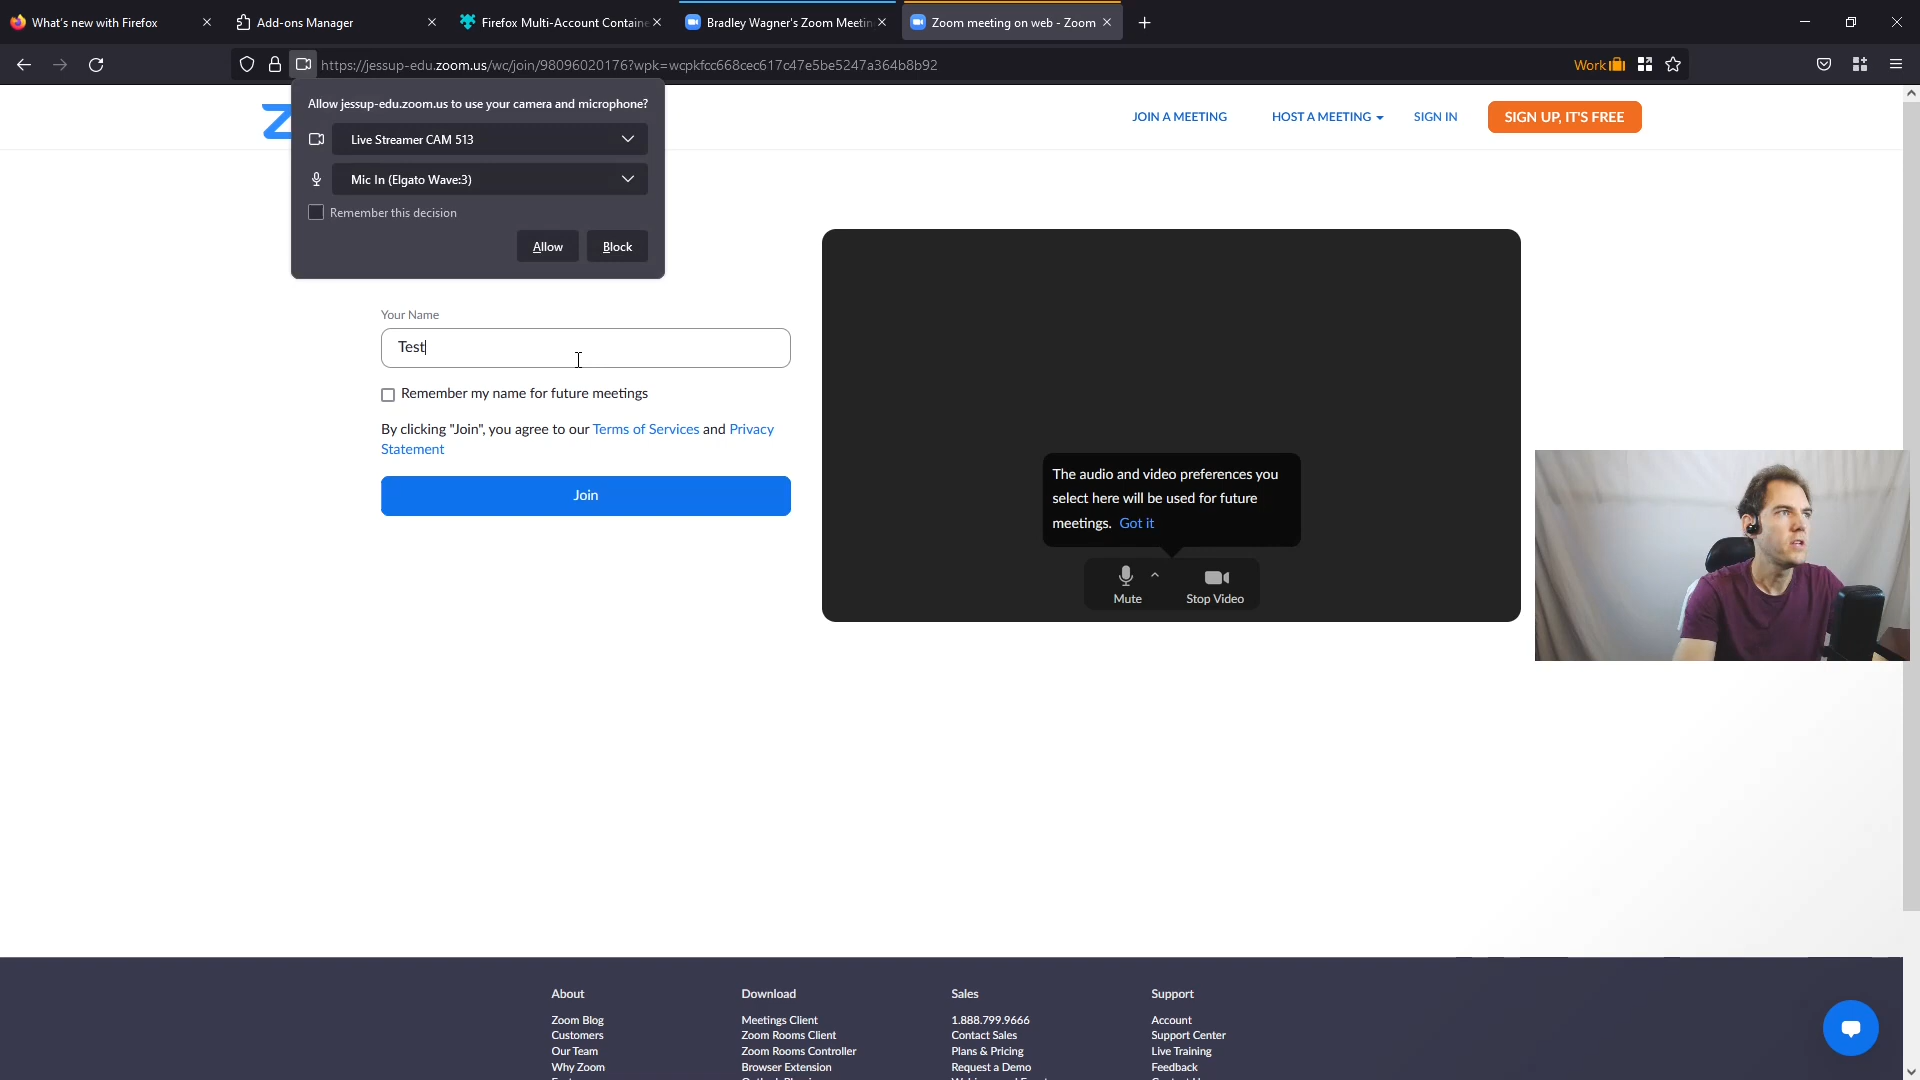 What's new with Firefox
Add-ons Manager
Firefox Multi-Account Containe
Bradley Wagner's Zoom Meetin
Zoom meeting on web - Zoom
https://jessup-edu.zoom.us/wc/join/98096020176?wpk=wcpkfcc668cec617c47e5be5247a364b8b92
Work
Allow jessup-edu.zoom.us to use your camera and microphone?
Live Streamer CAM 513
Mic In (Elgato Wave:3)
Remember this decision
Allow
Block
JOIN A MEETING
HOST A MEETING
SIGN IN
SIGN UP, IT'S FREE
Your Name
Test
Remember my name for future meetings
By clicking "Join", you agree to our Terms of Services and Privacy
Statement
Join
The audio and video preferences you
select here will be used for future
meetings. Got it
Mute
Stop Video
About
Zoom Blog
Customers
Our Team
Why Zoom
Download
Meetings Client
Zoom Rooms Client
Zoom Rooms Controller
Browser Extension
Sales
1.888.799.9666
Contact Sales
Plans & Pricing
Request a Demo
Support
Account
Support Center
Live Training
Feedback